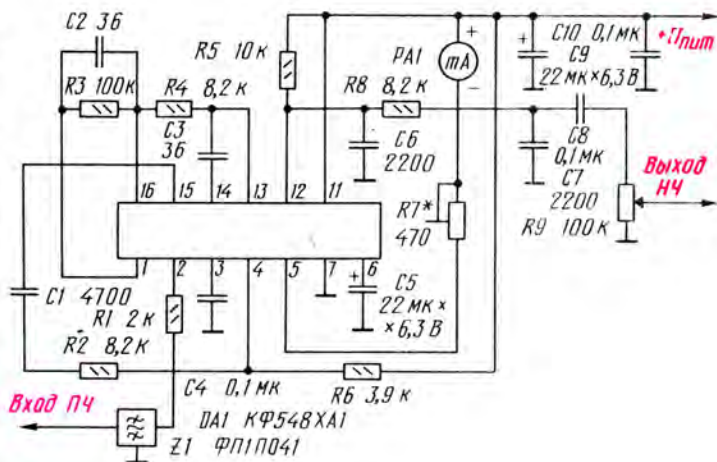 C2 36
R3 100к
R4 8,2 к
C3
36
R5
10 к
R8 8,2 к
C6
2200
PA1
mA
+
−
R7*
470
+
C10 0,1 мк
C9
22 мк×6,3 В
+Uпит
C8
0,1 мк
C7
2200
R9 100 к
Выход
НЧ
16 15 14 13 12 11
1 2 3 4 5 7 6
C1 4700
R1 2 к
R2 8,2 к
C4 0,1 мк
+
C5
22 мк×
×6,3 В
R6 3,9 к
Вход ПЧ
DA1 КФ548ХА1
Z1 ФП1П041